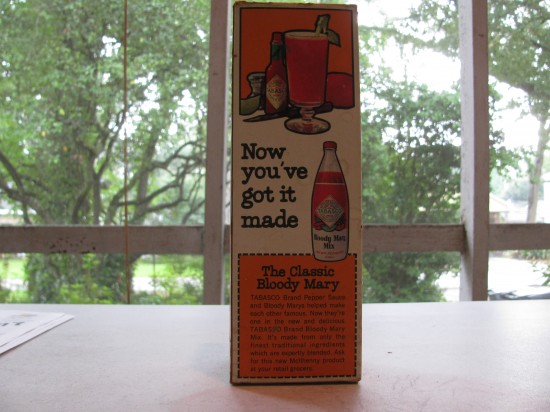 Now
you've
got it
made
TABASCO
Bloody Mary
Mix
The Classic
Bloody Mary
TABASCO Brand Pepper Sauce
and Bloody Marys helped make
each other famous. Now they're
one in the new and delicious
TABASCO Brand Bloody Mary
Mix. It's made from only the
finest traditional ingredients
which are expertly blended. Ask
for this new McIlhenny product
at your retail grocers.